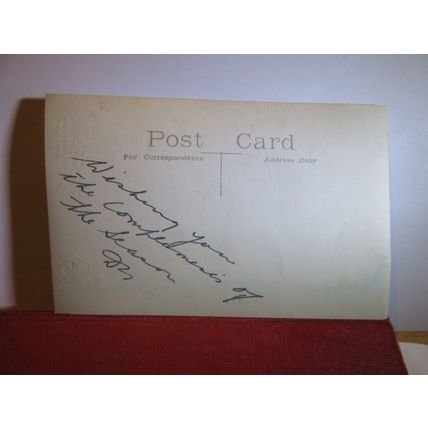 Post Card
For Correspondence Address Only
Wishing you
the Compliments of
the Season